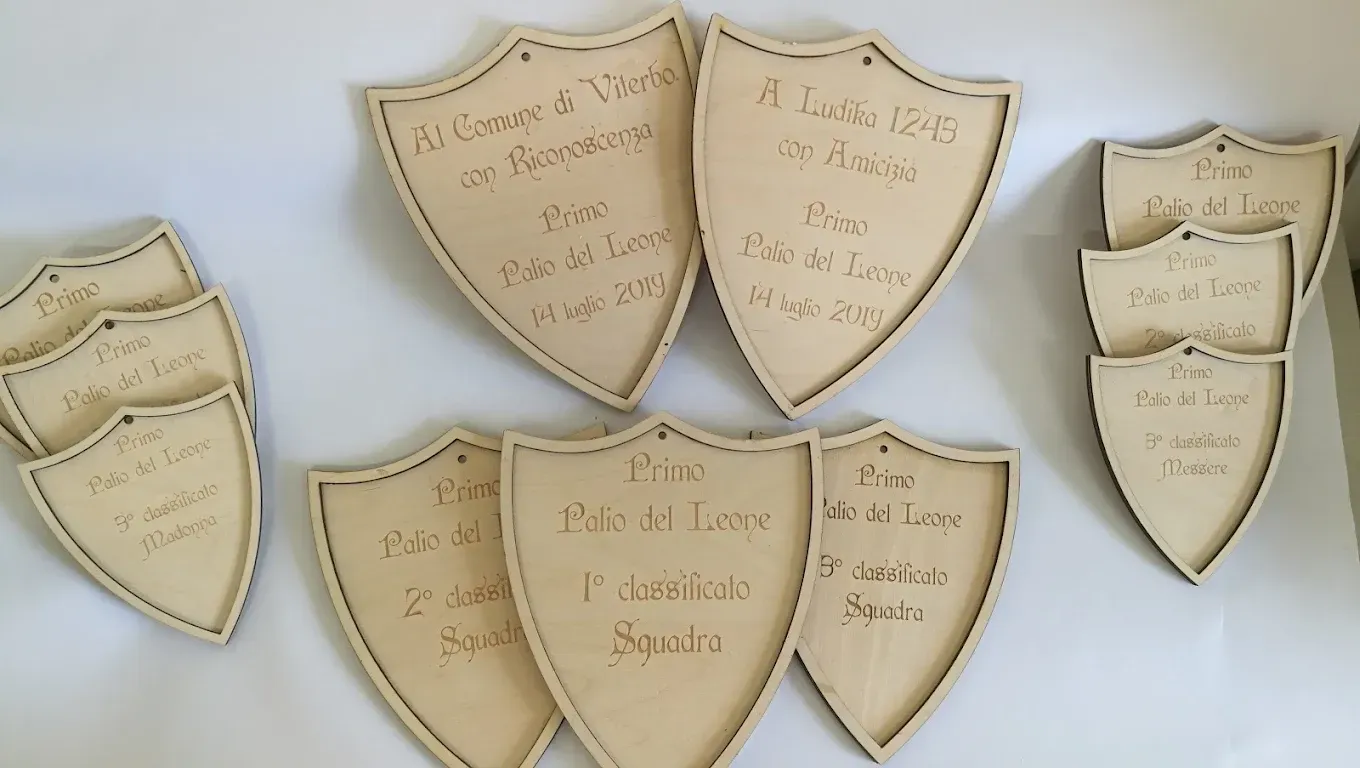 Al Comune di Viterbo.
con Riconoscenza
Primo
Palio del Leone
14 luglio 2019
A Ludika 1243
con Amicizia
Primo
Palio del Leone
14 luglio 2019
Primo
Palio del Leone
Primo
Palio del Leone
3° classificato
Madonna
Primo
Palio del
2°
Primo
Palio del Leone
1° classificato
Squadra
Primo
Palio del Leone
3° classificato
Squadra
Primo
Palio del Leone
Primo
Palio del Leone
2° classificato
Primo
Palio del Leone
3° classificato
Messere